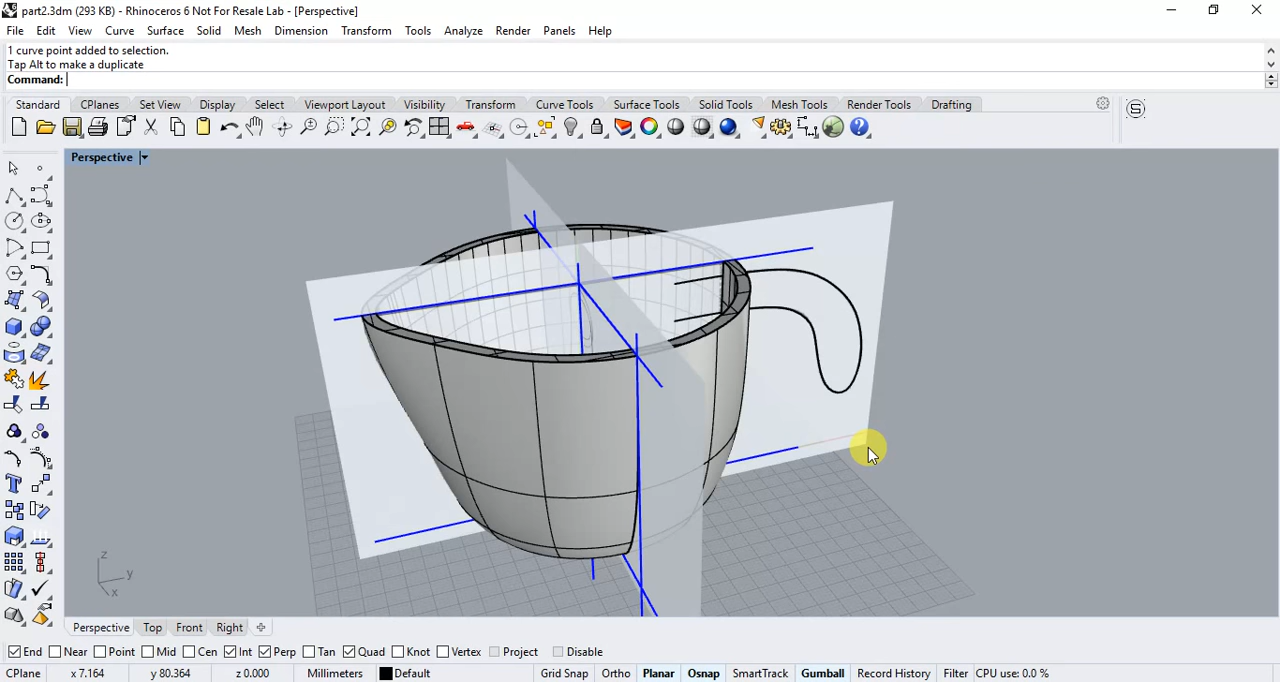 part2.3dm (293 KB) - Rhinoceros 6 Not For Resale Lab - [Perspective]
File Edit View Curve Surface Solid Mesh Dimension Transform Tools Analyze Render Panels Help
1 curve point added to selection.
Tap Alt to make a duplicate
Command:
Standard CPlanes Set View Display Select Viewport Layout Visibility Transform Curve Tools Surface Tools Solid Tools Mesh Tools Render Tools Drafting
Perspective
z
y
x
Perspective Top Front Right
End Near Point Mid Cen Int Perp Tan Quad Knot Vertex Project Disable
CPlane x 7.164 y 80.364 z 0.000 Millimeters Default Grid Snap Ortho Planar Osnap SmartTrack Gumball Record History Filter CPU use: 0.0 %